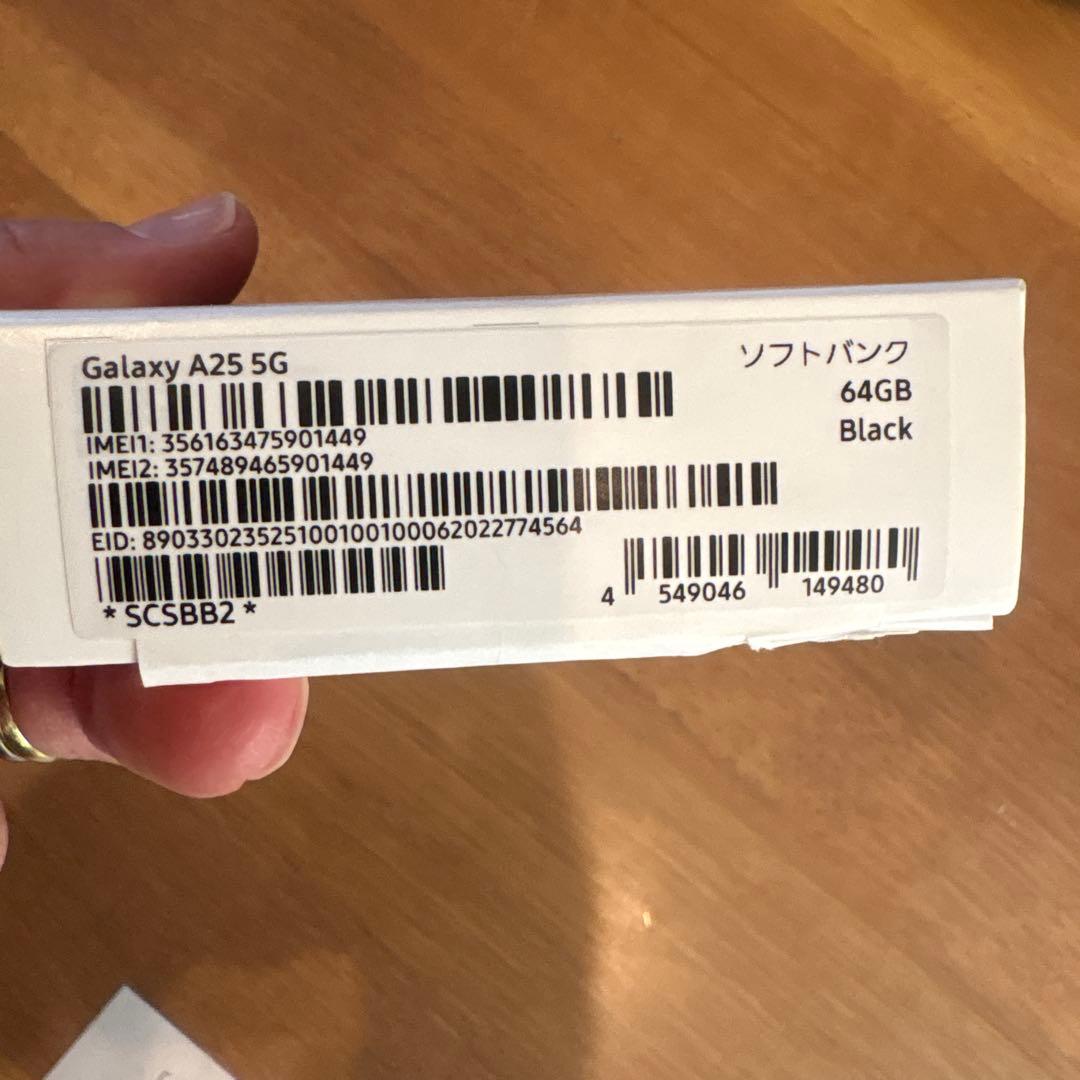 Galaxy A25 5G
ソフトバンク
64GB
Black
IMEI1: 356163475901449
IMEI2: 357489465901449
EID: 89033023525100100100062022774564
* SCSBB2 *
4 549046 149480